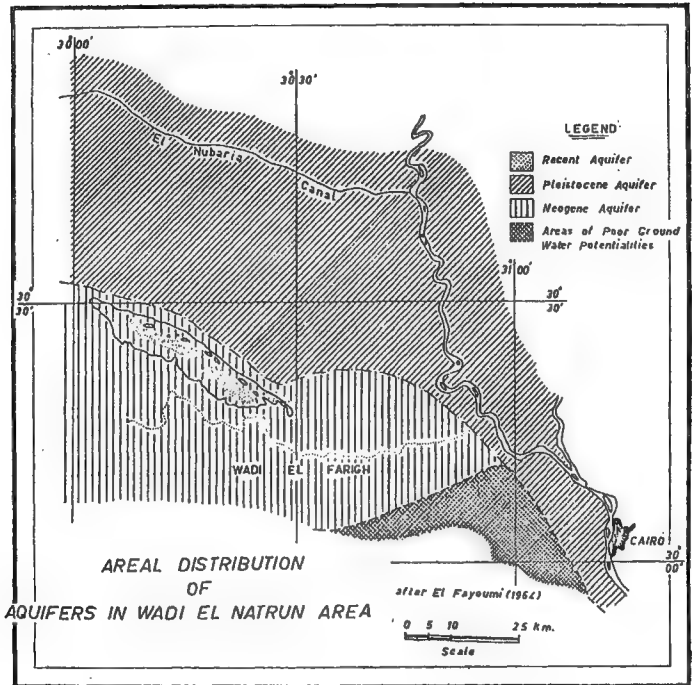 30°00'
30°30'
LEGEND
Recent Aquifer
Pleistocene Aquifer
Neogene Aquifer
Areas of Poor Ground
Water Potentialities
El Nubaria Canal
31°00'
30°
30'
30°
30'
WADI EL FARIGH
CAIRO
30°
00'
AREAL DISTRIBUTION
OF
AQUIFERS IN WADI EL NATRUN AREA
after El Fayoumi (1964)
0 5 10 25 Km.
Scale